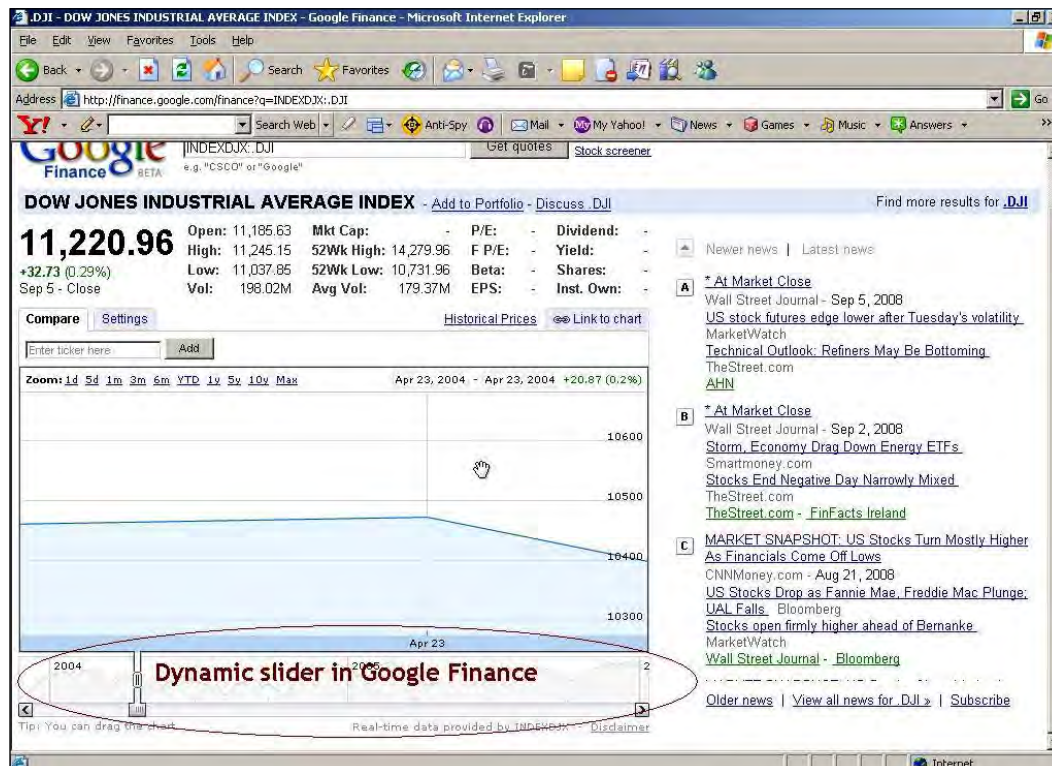 .DJI - DOW JONES INDUSTRIAL AVERAGE INDEX - Google Finance - Microsoft Internet Explorer
File Edit View Favorites Tools Help
Back Search Favorites
Address http://finance.google.com/finance?q=INDEXDJX:.DJI Go
Y! Search Web Anti-Spy Mail My Yahoo! News Games Music Answers »
Google INDEXDJX:.DJI Get quotes Stock screener
Finance BETA e.g. "CSCO" or "Google"
DOW JONES INDUSTRIAL AVERAGE INDEX - Add to Portfolio - Discuss .DJI Find more results for .DJI
11,220.96
+32.73 (0.29%)
Sep 5 - Close
Open: 11,185.63 Mkt Cap: - P/E: - Dividend: -
High: 11,245.15 52Wk High: 14,279.96 F P/E: - Yield: -
Low: 11,037.85 52Wk Low: 10,731.96 Beta: - Shares: -
Vol: 198.02M Avg Vol: 179.37M EPS: - Inst. Own: -
Compare Settings Historical Prices Link to chart
Enter ticker here Add
Zoom: 1d 5d 1m 3m 6m YTD 1y 5y 10y Max Apr 23, 2004 - Apr 23, 2004 +20.87 (0.2%)
10600
10500
10400
10300
Apr 23
2004 2005 2
Dynamic slider in Google Finance
Tip: You can drag the chart Real-time data provided by INDEXDJX - Disclaimer
Newer news | Latest news
A * At Market Close
Wall Street Journal - Sep 5, 2008
US stock futures edge lower after Tuesday's volatility
MarketWatch
Technical Outlook: Refiners May Be Bottoming
TheStreet.com
AHN
B * At Market Close
Wall Street Journal - Sep 2, 2008
Storm, Economy Drag Down Energy ETFs
Smartmoney.com
Stocks End Negative Day Narrowly Mixed
TheStreet.com
TheStreet.com - FinFacts Ireland
C MARKET SNAPSHOT: US Stocks Turn Mostly Higher
As Financials Come Off Lows
CNNMoney.com - Aug 21, 2008
US Stocks Drop as Fannie Mae, Freddie Mac Plunge;
UAL Falls Bloomberg
Stocks open firmly higher ahead of Bernanke
MarketWatch
Wall Street Journal - Bloomberg
Older news | View all news for .DJI » | Subscribe
Internet